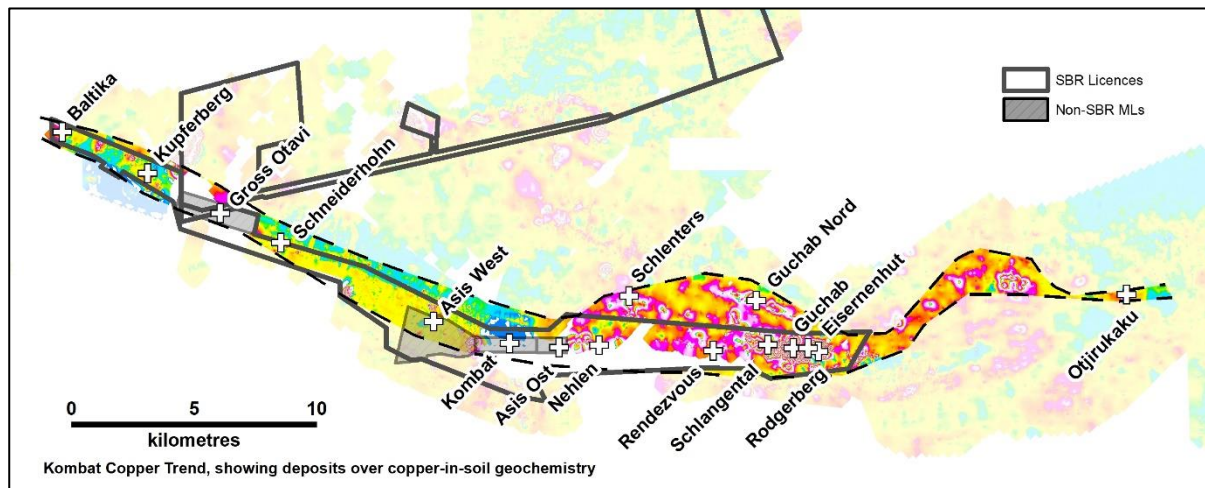 SBR Licences
Non-SBR MLs
Baltika
Kupferberg
Gross Otavi
Schneiderhohn
Asis West
Schlenters
Guchab Nord
Guchab
Eisernenhut
Kombat
Asis Ost
Nehlen
Rendezvous
Schlangental
Rodgerberg
Otjirukaku
0 5 10
kilometres
Kombat Copper Trend, showing deposits over copper-in-soil geochemistry